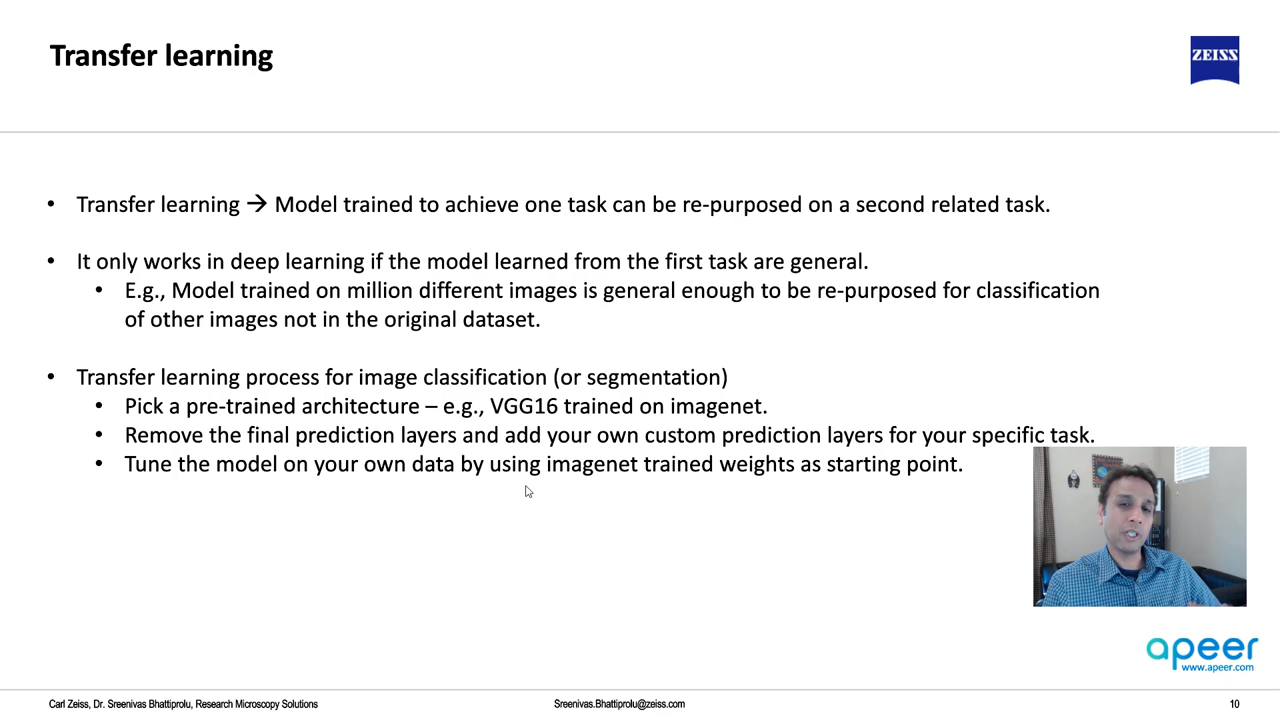 Transfer learning
ZEISS
• Transfer learning → Model trained to achieve one task can be re-purposed on a second related task.
• It only works in deep learning if the model learned from the first task are general.
• E.g., Model trained on million different images is general enough to be re-purposed for classification
of other images not in the original dataset.
• Transfer learning process for image classification (or segmentation)
• Pick a pre-trained architecture – e.g., VGG16 trained on imagenet.
• Remove the final prediction layers and add your own custom prediction layers for your specific task.
• Tune the model on your own data by using imagenet trained weights as starting point.
apeer
www.apeer.com
Carl Zeiss, Dr. Sreenivas Bhattiprolu, Research Microscopy Solutions
Sreenivas.Bhattiprolu@zeiss.com
10